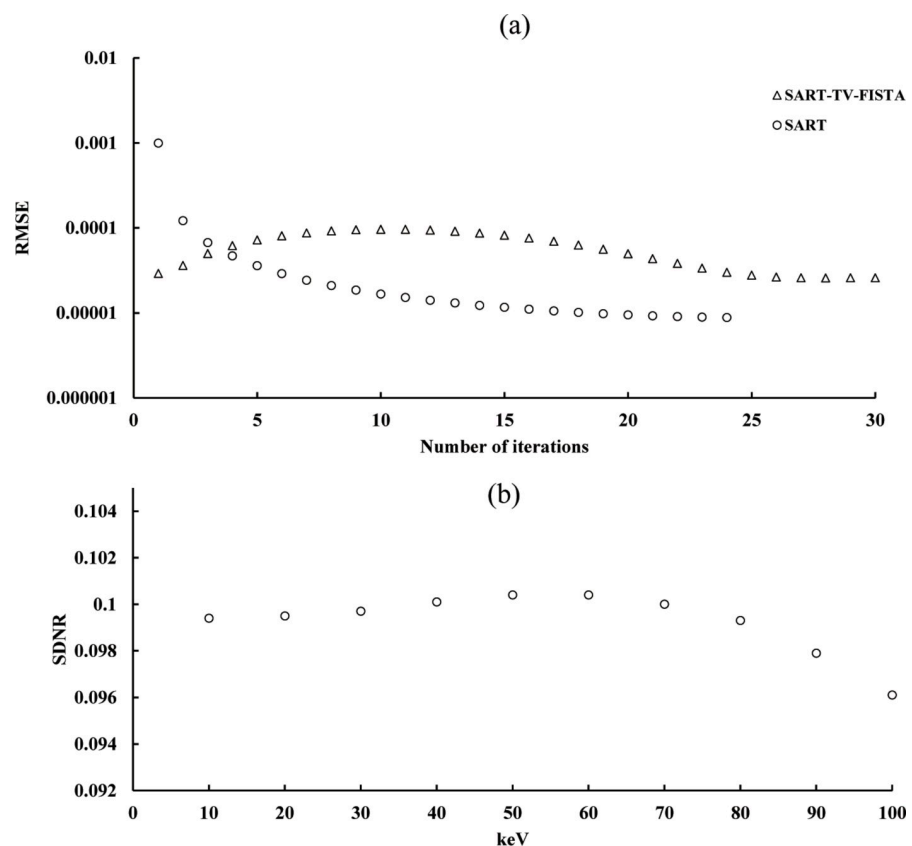 (a)
0.01
0.001
0.0001
0.00001
0.000001
RMSE
SART-TV-FISTA
SART
0 5 10 15 20 25 30
Number of iterations
(b)
0.104
0.102
0.1
0.098
0.096
0.094
0.092
SDNR
0 10 20 30 40 50 60 70 80 90 100
keV